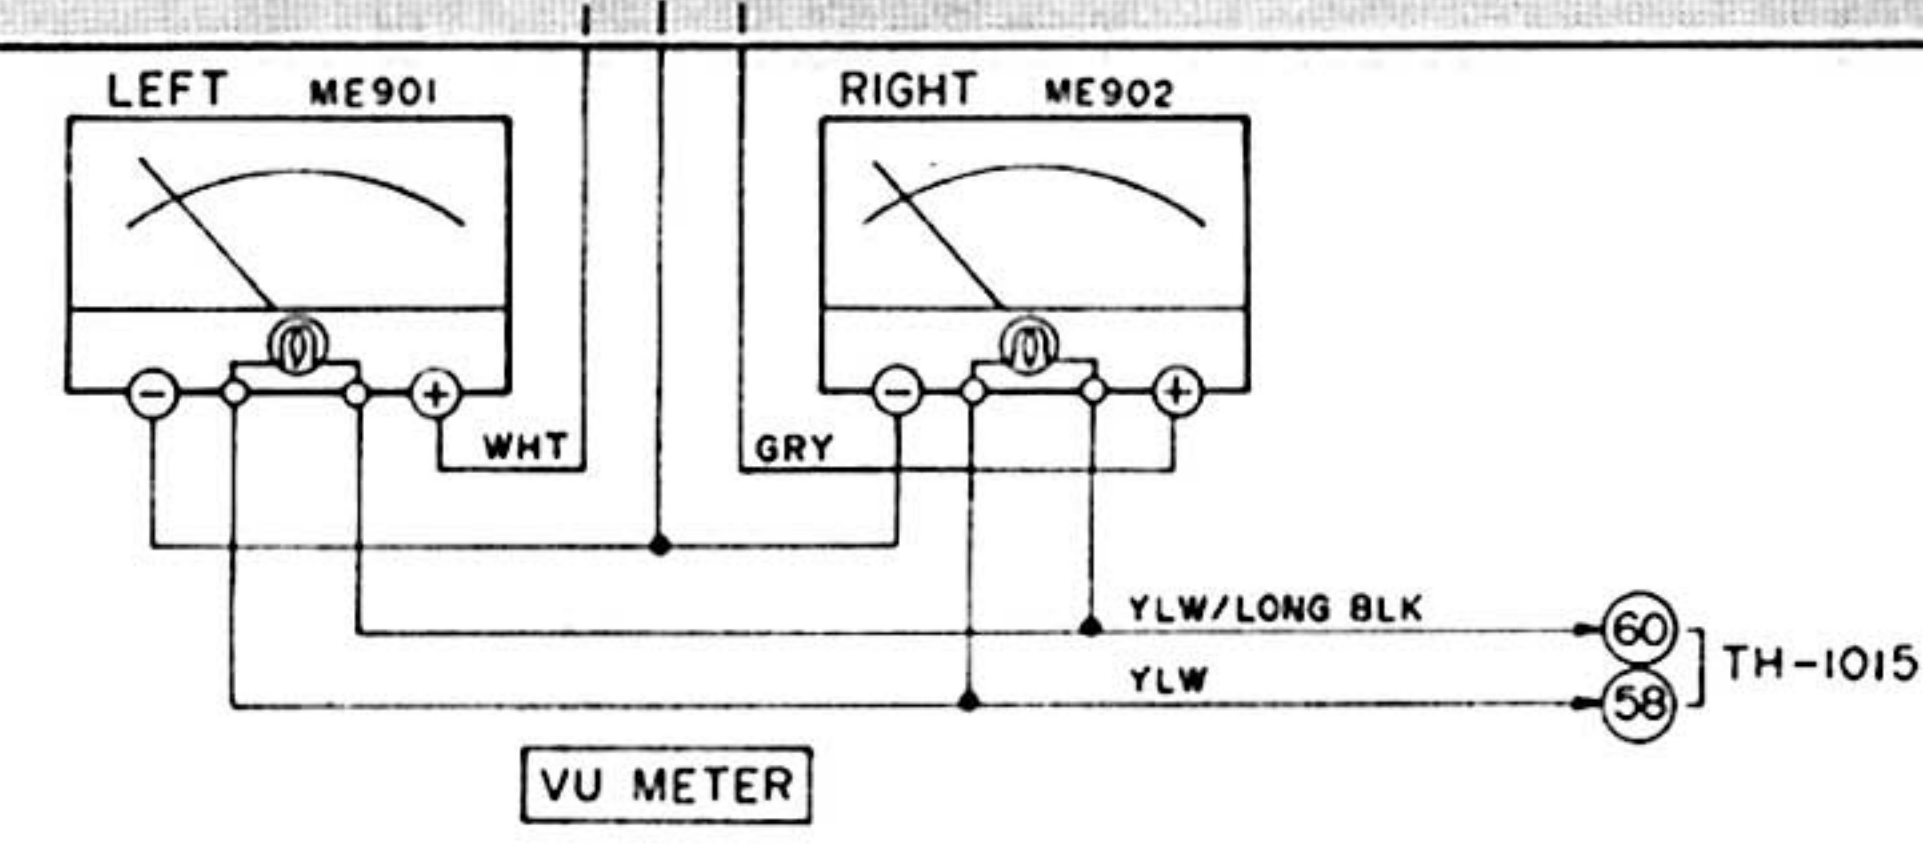 LEFT ME901
RIGHT ME902
− +
− +
WHT
GRY
YLW/LONG BLK
60
TH-1015
YLW
58
VU METER